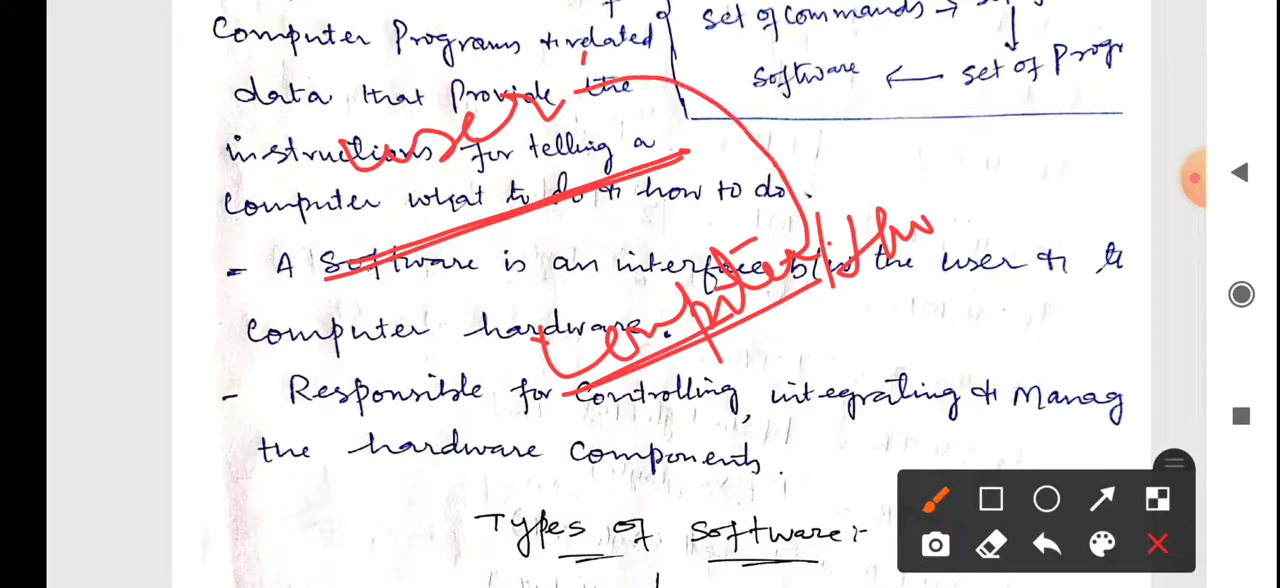 set of commands →
Computer Programs & related
software ← set of Progr
data that Provide the
user
instructions for telling a
computer what to do & how to do.
- A software is an interface b/w the user & t
computer/
computer hardware.
- Responsible for controlling, integrating & Manag
the hardware components.
Types of software:-